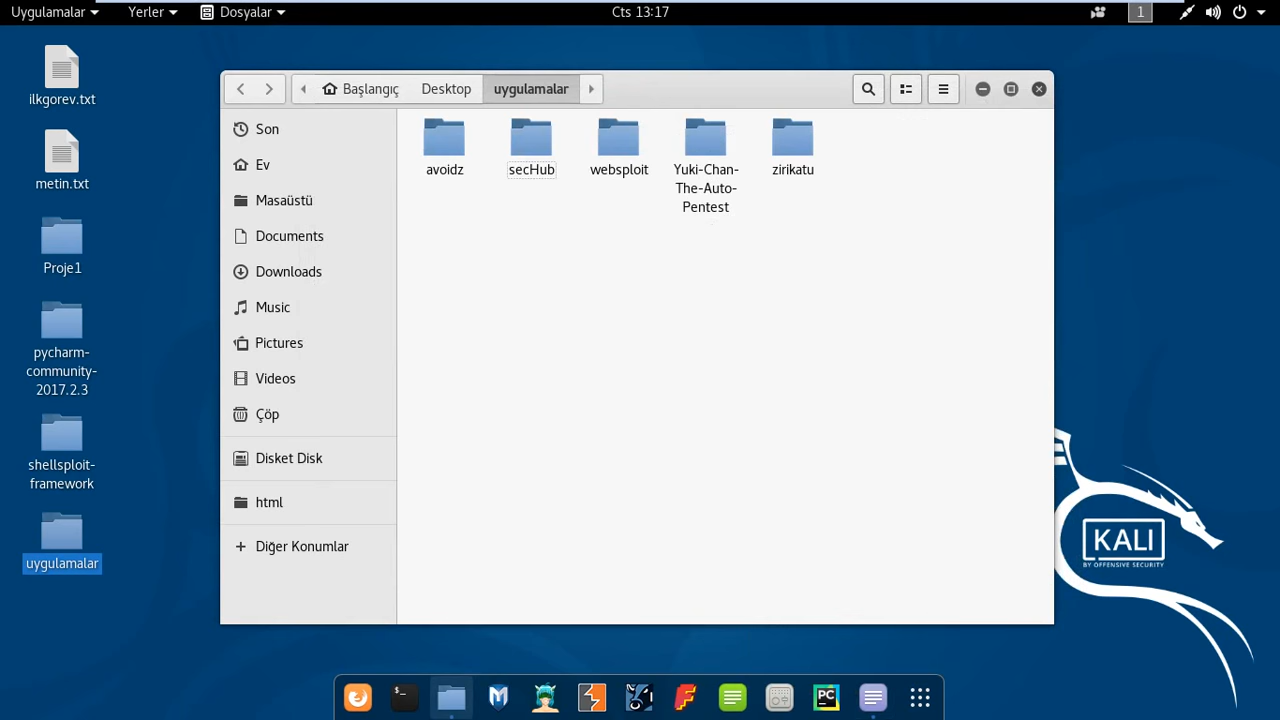 Uygulamalar
Yerler
Dosyalar
Cts 13:17
1
ilkgorev.txt
metin.txt
Proje1
pycharm-
community-
2017.2.3
shellsploit-
framework
uygulamalar
Başlangıç
Desktop
uygulamalar
Son
Ev
Masaüstü
Documents
Downloads
Music
Pictures
Videos
Çöp
Disket Disk
html
Diğer Konumlar
avoidz
secHub
websploit
Yuki-Chan-
The-Auto-
Pentest
zirikatu
KALI
BY OFFENSIVE SECURITY
>_
PC